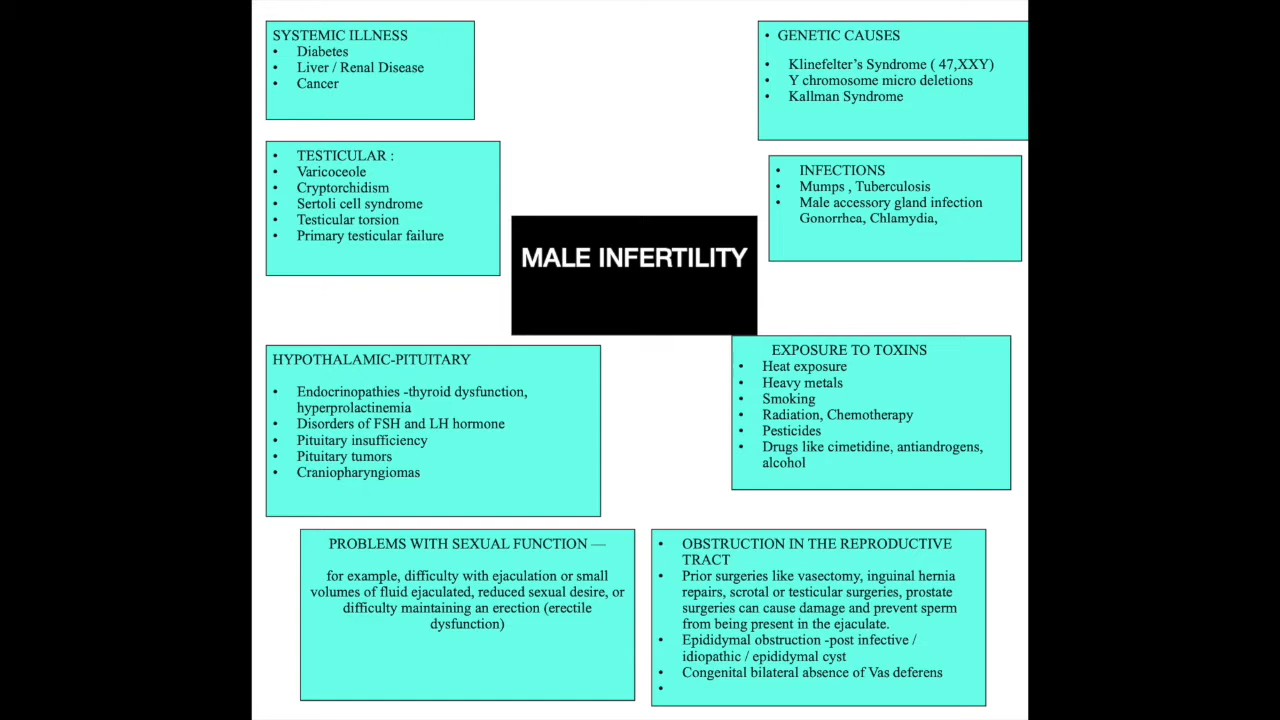 SYSTEMIC ILLNESS
• Diabetes
• Liver / Renal Disease
• Cancer
• GENETIC CAUSES
• Klinefelter’s Syndrome ( 47,XXY)
• Y chromosome micro deletions
• Kallman Syndrome
• TESTICULAR :
• Varicoceole
• Cryptorchidism
• Sertoli cell syndrome
• Testicular torsion
• Primary testicular failure
• INFECTIONS
• Mumps , Tuberculosis
• Male accessory gland infection
Gonorrhea, Chlamydia,
MALE INFERTILITY
HYPOTHALAMIC-PITUITARY
• Endocrinopathies -thyroid dysfunction,
hyperprolactinemia
• Disorders of FSH and LH hormone
• Pituitary insufficiency
• Pituitary tumors
• Craniopharyngiomas
EXPOSURE TO TOXINS
• Heat exposure
• Heavy metals
• Smoking
• Radiation, Chemotherapy
• Pesticides
• Drugs like cimetidine, antiandrogens,
alcohol
PROBLEMS WITH SEXUAL FUNCTION —
for example, difficulty with ejaculation or small
volumes of fluid ejaculated, reduced sexual desire, or
difficulty maintaining an erection (erectile
dysfunction)
• OBSTRUCTION IN THE REPRODUCTIVE
TRACT
• Prior surgeries like vasectomy, inguinal hernia
repairs, scrotal or testicular surgeries, prostate
surgeries can cause damage and prevent sperm
from being present in the ejaculate.
• Epididymal obstruction -post infective /
idiopathic / epididymal cyst
• Congenital bilateral absence of Vas deferens
•